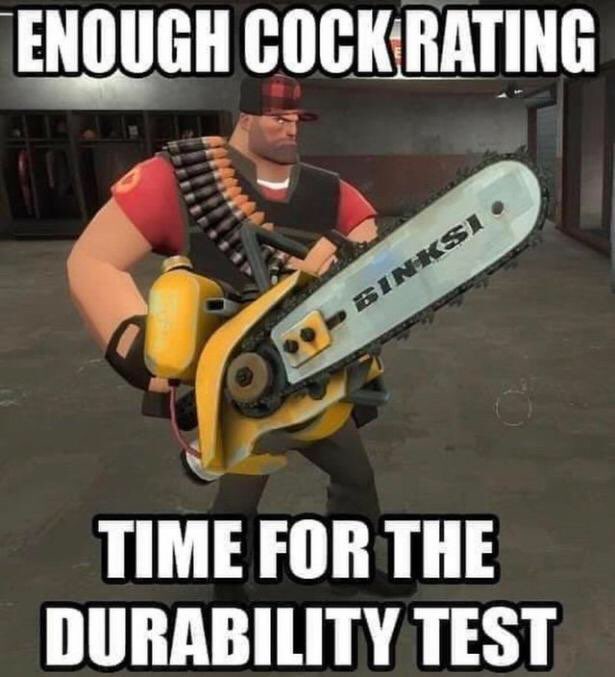 ENOUGH COCK RATING
BINKSI
TIME FOR THE
DURABILITY TEST